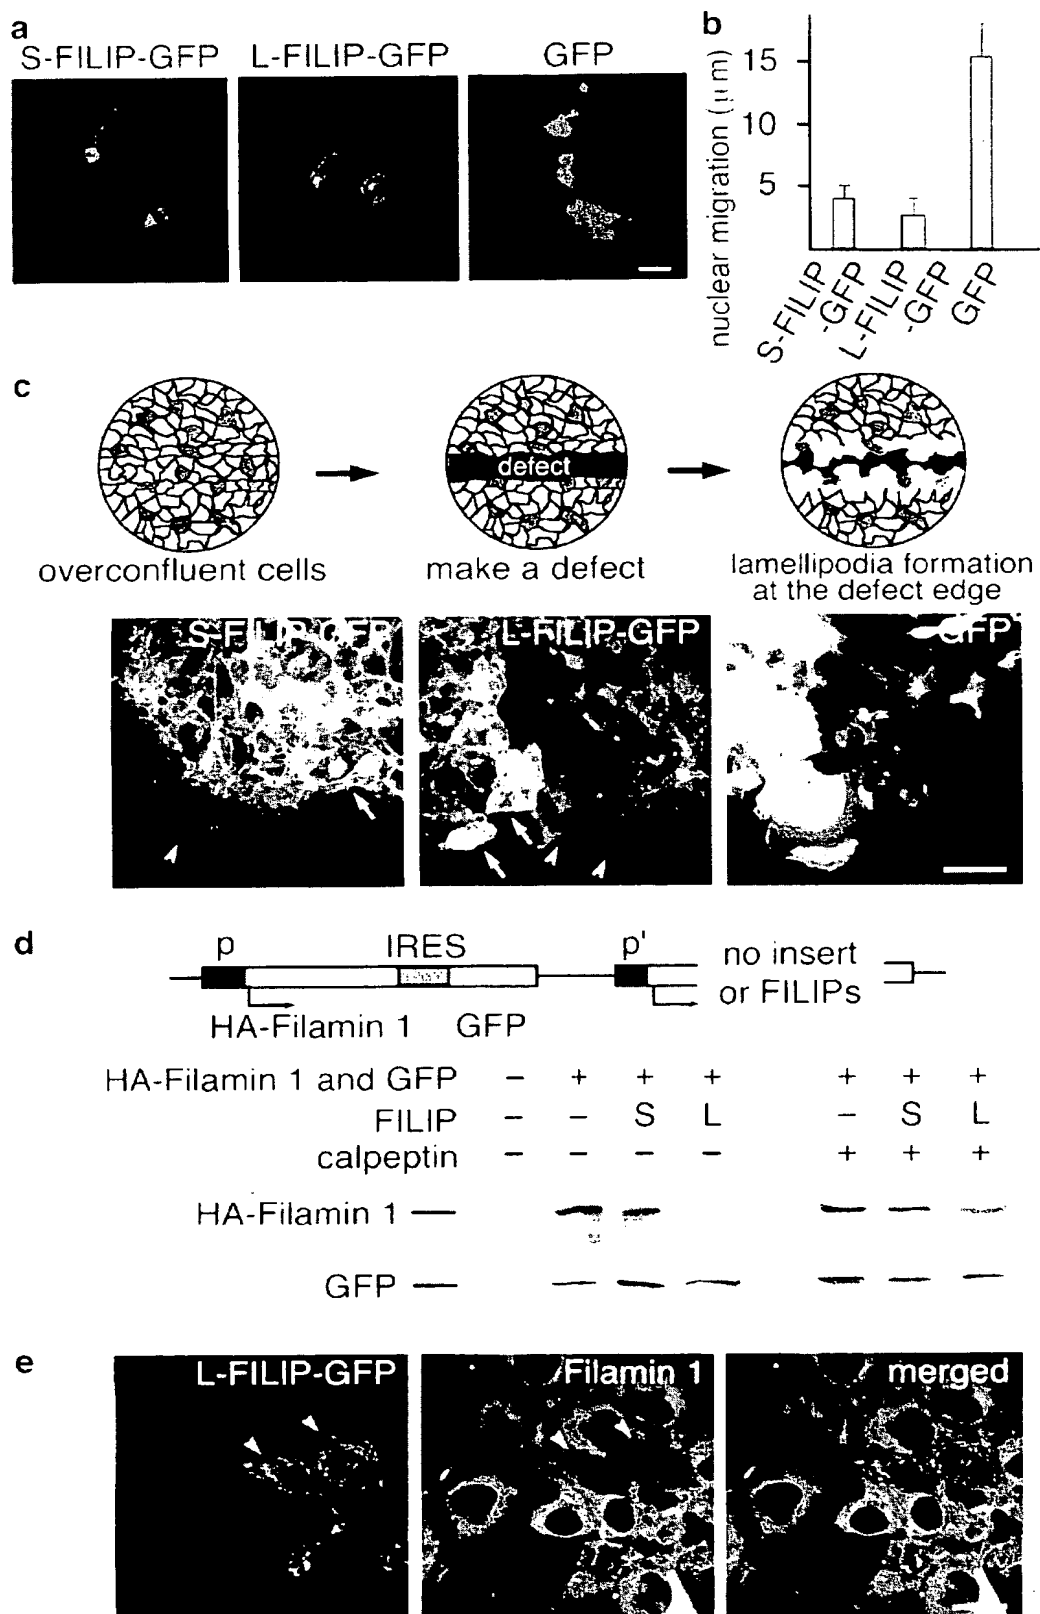 a
S-FILIP-GFP L-FILIP-GFP GFP
b
nuclear migration (μm)
15
10
5
S-FILIP
-GFP
L-FILIP
-GFP
GFP
c
defect
overconfluent cells
make a defect
lamellipodia formation
at the defect edge
S-FILIP-GFP
L-FILIP-GFP
GFP
d
p IRES p'
no insert
or FILIPs
HA-Filamin 1 GFP
HA-Filamin 1 and GFP – + + + + + +
FILIP – – S L – S L
calpeptin – – – – + + +
HA-Filamin 1
GFP
e
L-FILIP-GFP
Filamin 1
merged